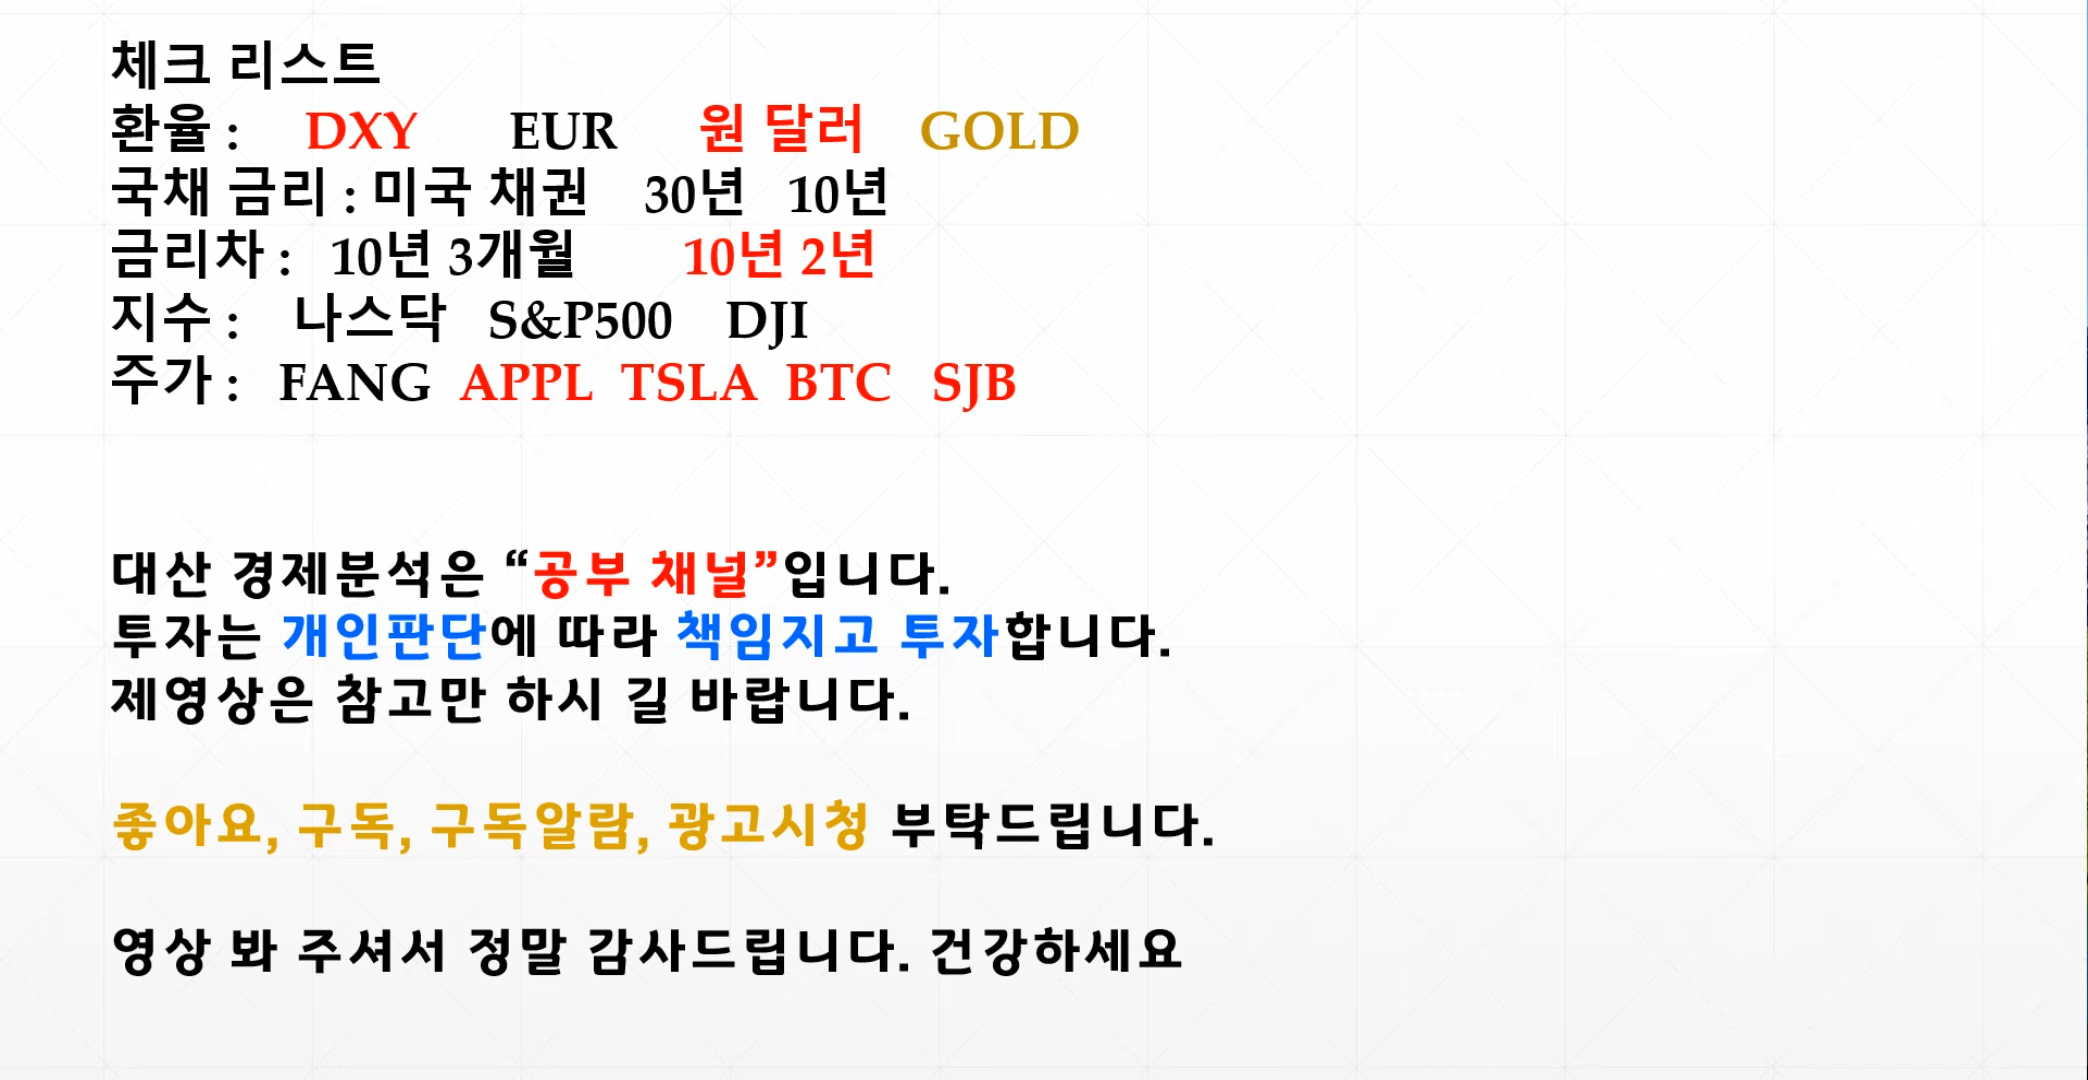 체크 리스트
환율 : DXY EUR 원 달러 GOLD
국채 금리 : 미국 채권 30년 10년
금리차 : 10년 3개월 10년 2년
지수 : 나스닥 S&P500 DJI
주가 : FANG APPL TSLA BTC SJB
대산 경제분석은 “공부 채널”입니다.
투자는 개인판단에 따라 책임지고 투자합니다.
제영상은 참고만 하시 길 바랍니다.
좋아요, 구독, 구독알람, 광고시청 부탁드립니다.
영상 봐 주셔서 정말 감사드립니다. 건강하세요